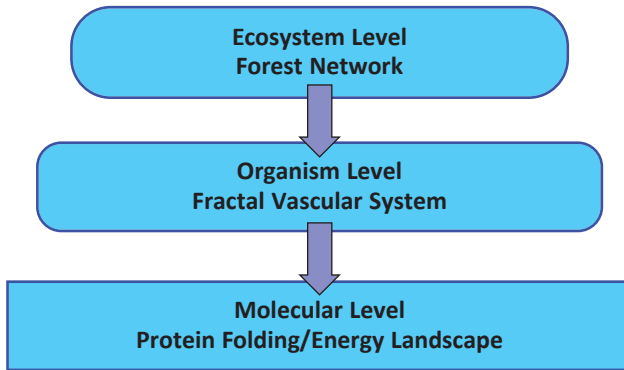 Ecosystem Level
Forest Network
Organism Level
Fractal Vascular System
Molecular Level
Protein Folding/Energy Landscape